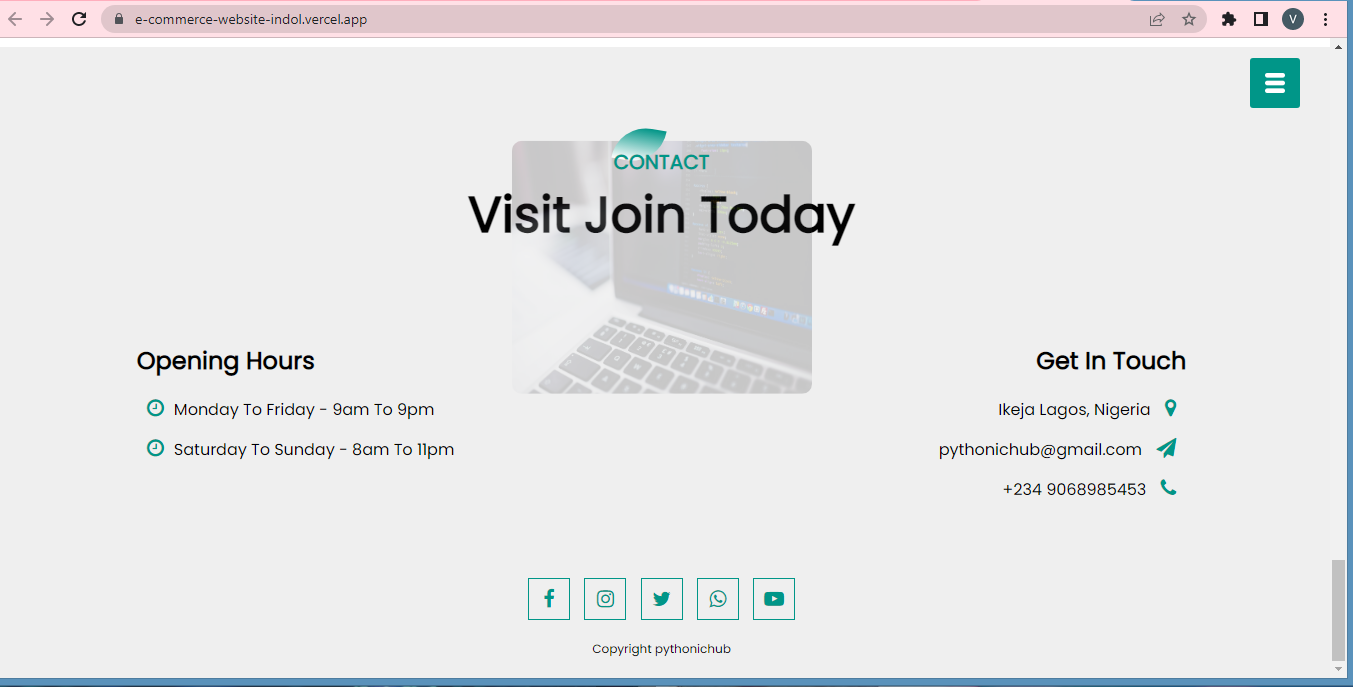 e-commerce-website-indol.vercel.app
V
CONTACT
Visit Join Today
Opening Hours
Monday To Friday - 9am To 9pm
Saturday To Sunday - 8am To 11pm
Get In Touch
Ikeja Lagos, Nigeria
pythonichub@gmail.com
+234 9068985453
Copyright pythonichub